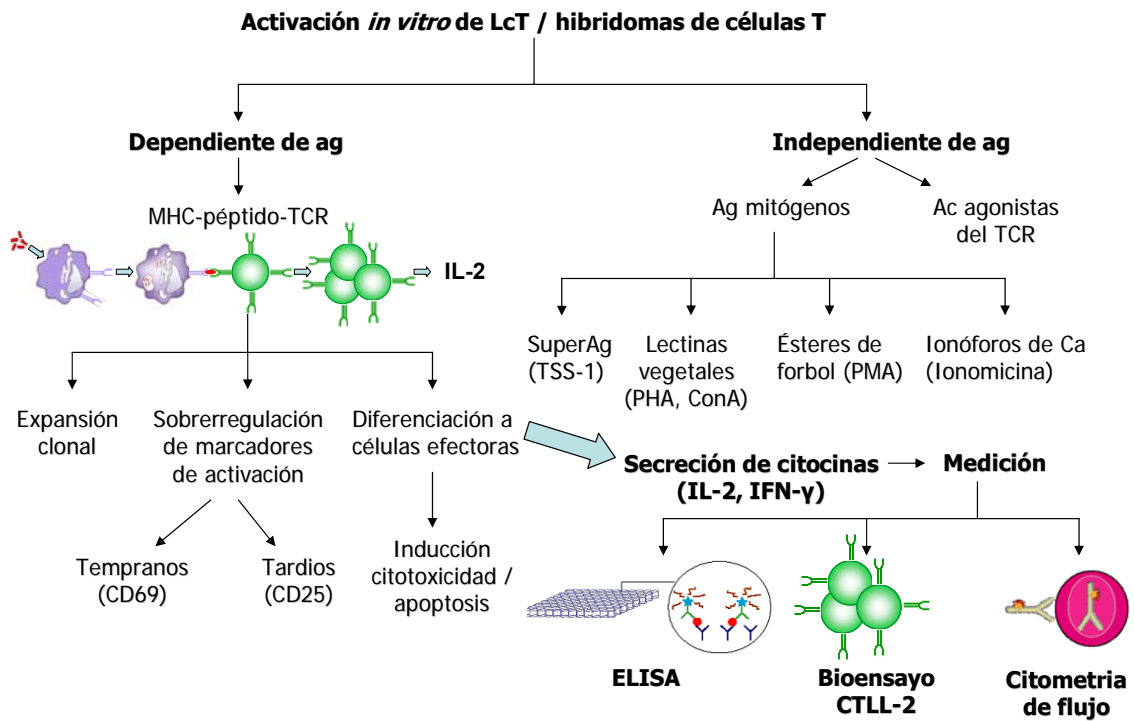 Activación in vitro de LcT / hibridomas de células T
Dependiente de ag
Independiente de ag
MHC-péptido-TCR
IL-2
Ag mitógenos
Ac agonistas
del TCR
SuperAg
(TSS-1)
Lectinas
vegetales
(PHA, ConA)
Ésteres de
forbol (PMA)
Ionóforos de Ca
(Ionomicina)
Expansión
clonal
Sobrerregulación
de marcadores
de activación
Diferenciación a
células efectoras
Secreción de citocinas
(IL-2, IFN-γ)
Medición
Tempranos
(CD69)
Tardios
(CD25)
Inducción
citotoxicidad /
apoptosis
ELISA
Bioensayo
CTLL-2
Citometria
de flujo